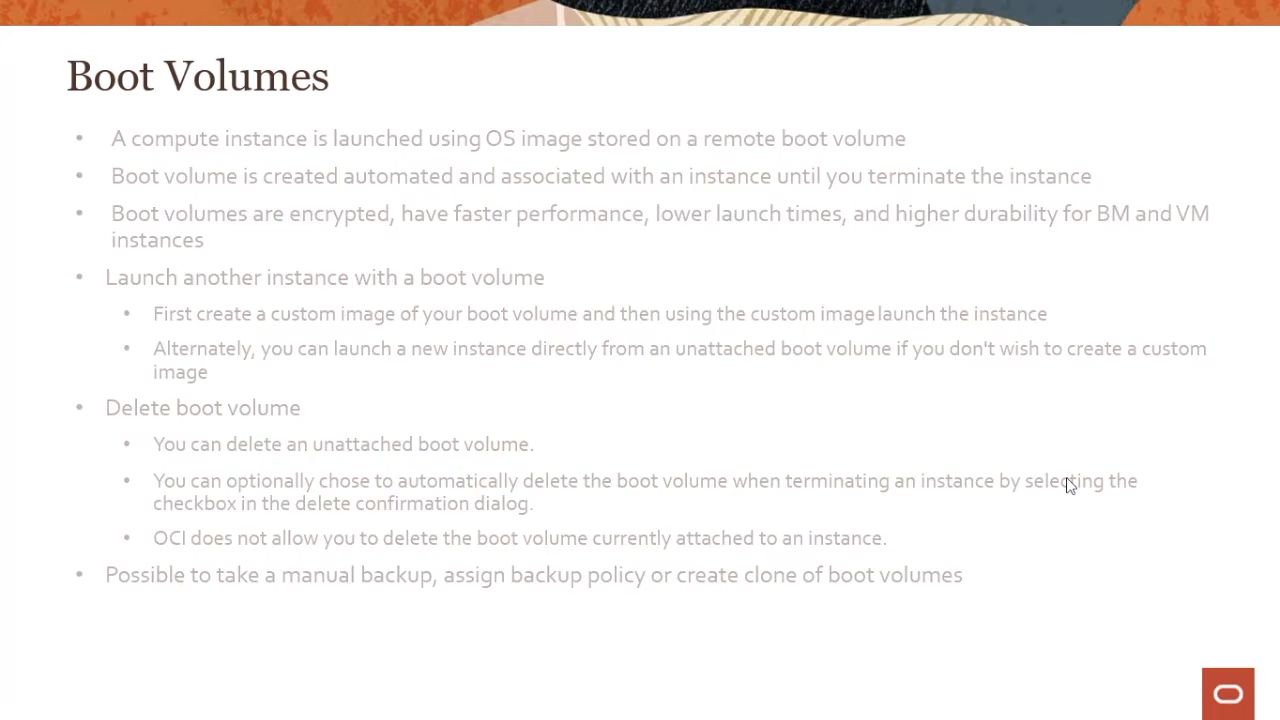 Boot Volumes
• A compute instance is launched using OS image stored on a remote boot volume
• Boot volume is created automated and associated with an instance until you terminate the instance
• Boot volumes are encrypted, have faster performance, lower launch times, and higher durability for BM and VM
instances
• Launch another instance with a boot volume
• First create a custom image of your boot volume and then using the custom image launch the instance
• Alternately, you can launch a new instance directly from an unattached boot volume if you don't wish to create a custom
image
• Delete boot volume
• You can delete an unattached boot volume.
• You can optionally chose to automatically delete the boot volume when terminating an instance by selecting the
checkbox in the delete confirmation dialog.
• OCI does not allow you to delete the boot volume currently attached to an instance.
• Possible to take a manual backup, assign backup policy or create clone of boot volumes